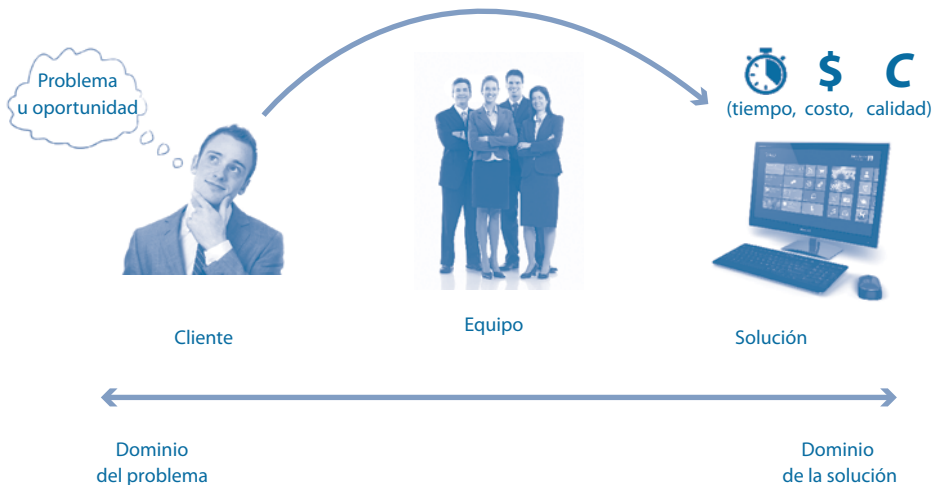 Problema
u oportunidad
$ C
(tiempo, costo, calidad)
Cliente
Equipo
Solución
Dominio
del problema
Dominio
de la solución